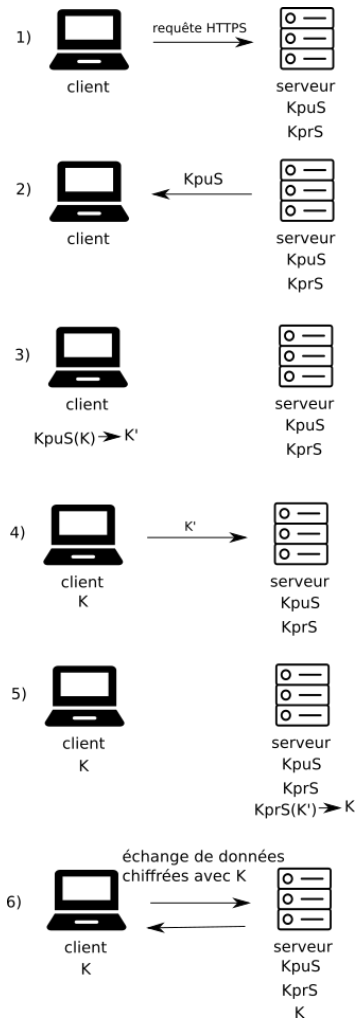 1)
requête HTTPS
client
serveur
KpuS
KprS
2)
KpuS
client
serveur
KpuS
KprS
3)
client
serveur
KpuS(K) K'
KpuS
KprS
4)
K'
client
serveur
K
KpuS
KprS
5)
client
serveur
K
KpuS
KprS
KprS(K') K
échange de données
chiffrées avec K
6)
client
serveur
K
KpuS
KprS
K